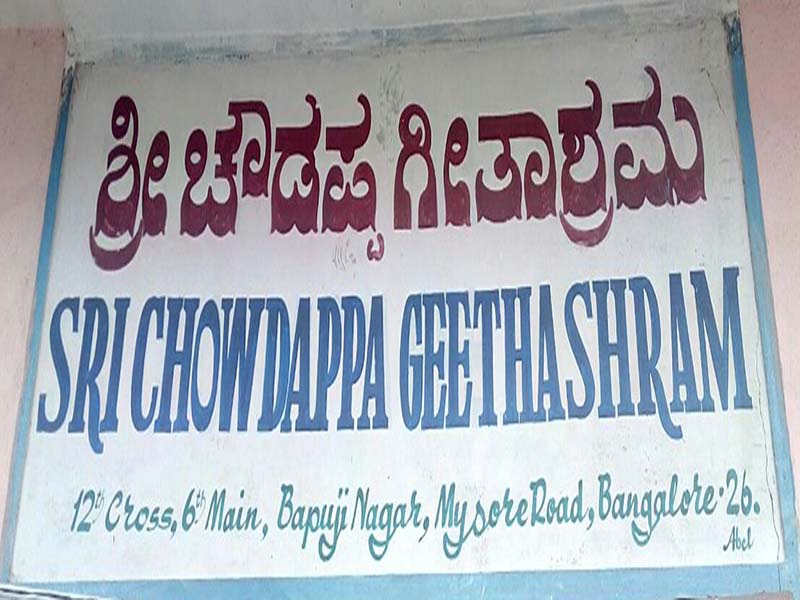 ಶ್ರೀ ಚೌಡಪ್ಪ ಗೀತಾಶ್ರಮ
SRI CHOWDAPPA GEETHASHRAM
12th Cross, 6th Main, Bapuji Nagar, Mysore Road, Bangalore·26.
Abel